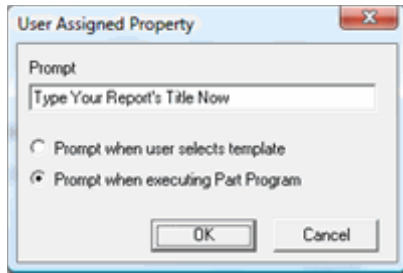 User Assigned Property
Prompt
Type Your Report's Title Now
Prompt when user selects template
Prompt when executing Part Program
OK
Cancel